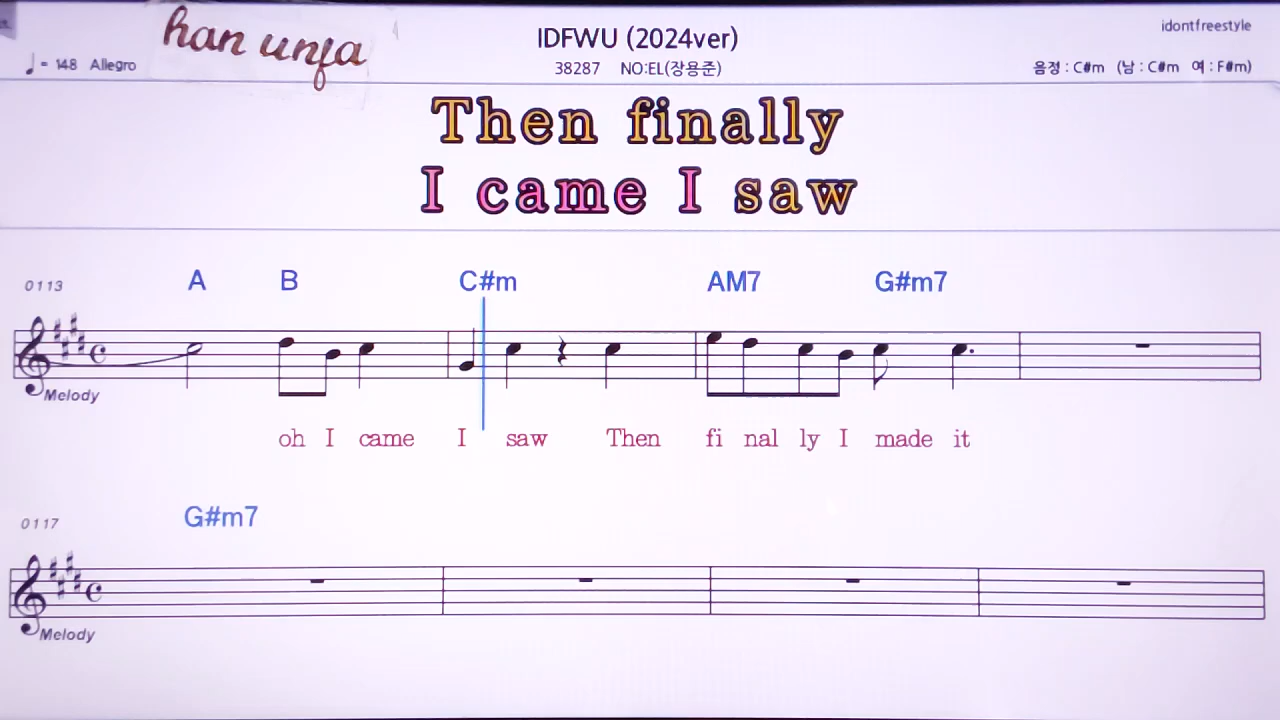 han unfa
IDFWU (2024ver)
idontfreestyle
♩ = 148 Allegro
38287 NO:EL(장용준)
음정 : C#m (남 : C#m 여 : F#m)
Then finally
I came I saw
0113 A B C#m AM7 G#m7
Melody
oh I came I saw Then fi nal ly I made it
0117 G#m7
Melody